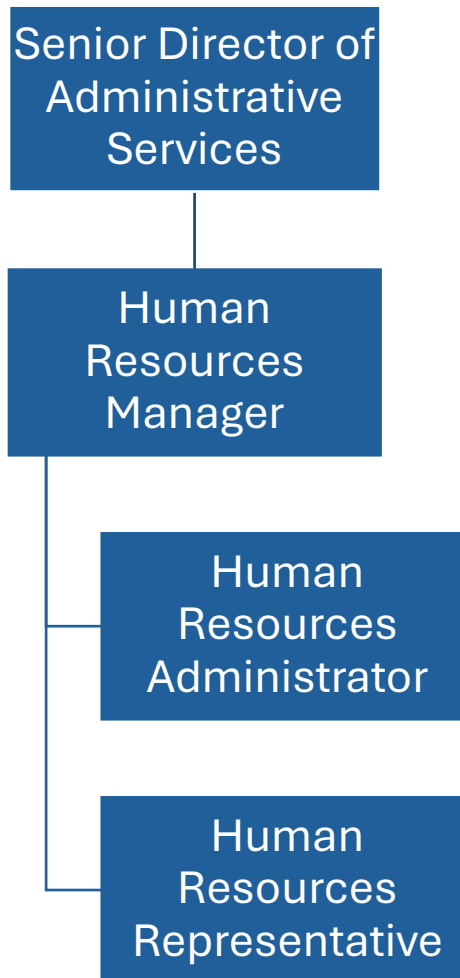 Senior Director of
Administrative
Services
Human
Resources
Manager
Human
Resources
Administrator
Human
Resources
Representative